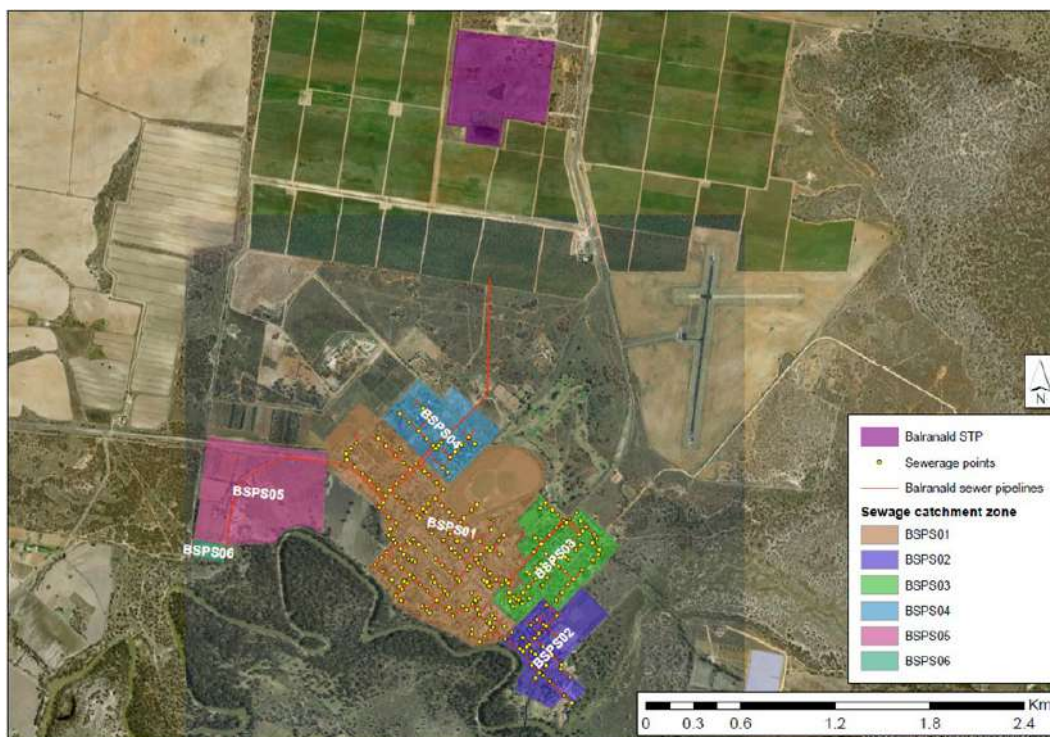 BSPS04
BSPS05
BSPS01
BSPS06
BSPS03
BSPS02
N
Balranald STP
Sewerage points
Balranald sewer pipelines
Sewage catchment zone
BSPS01
BSPS02
BSPS03
BSPS04
BSPS05
BSPS06
Km
0 0.3 0.6 1.2 1.8 2.4